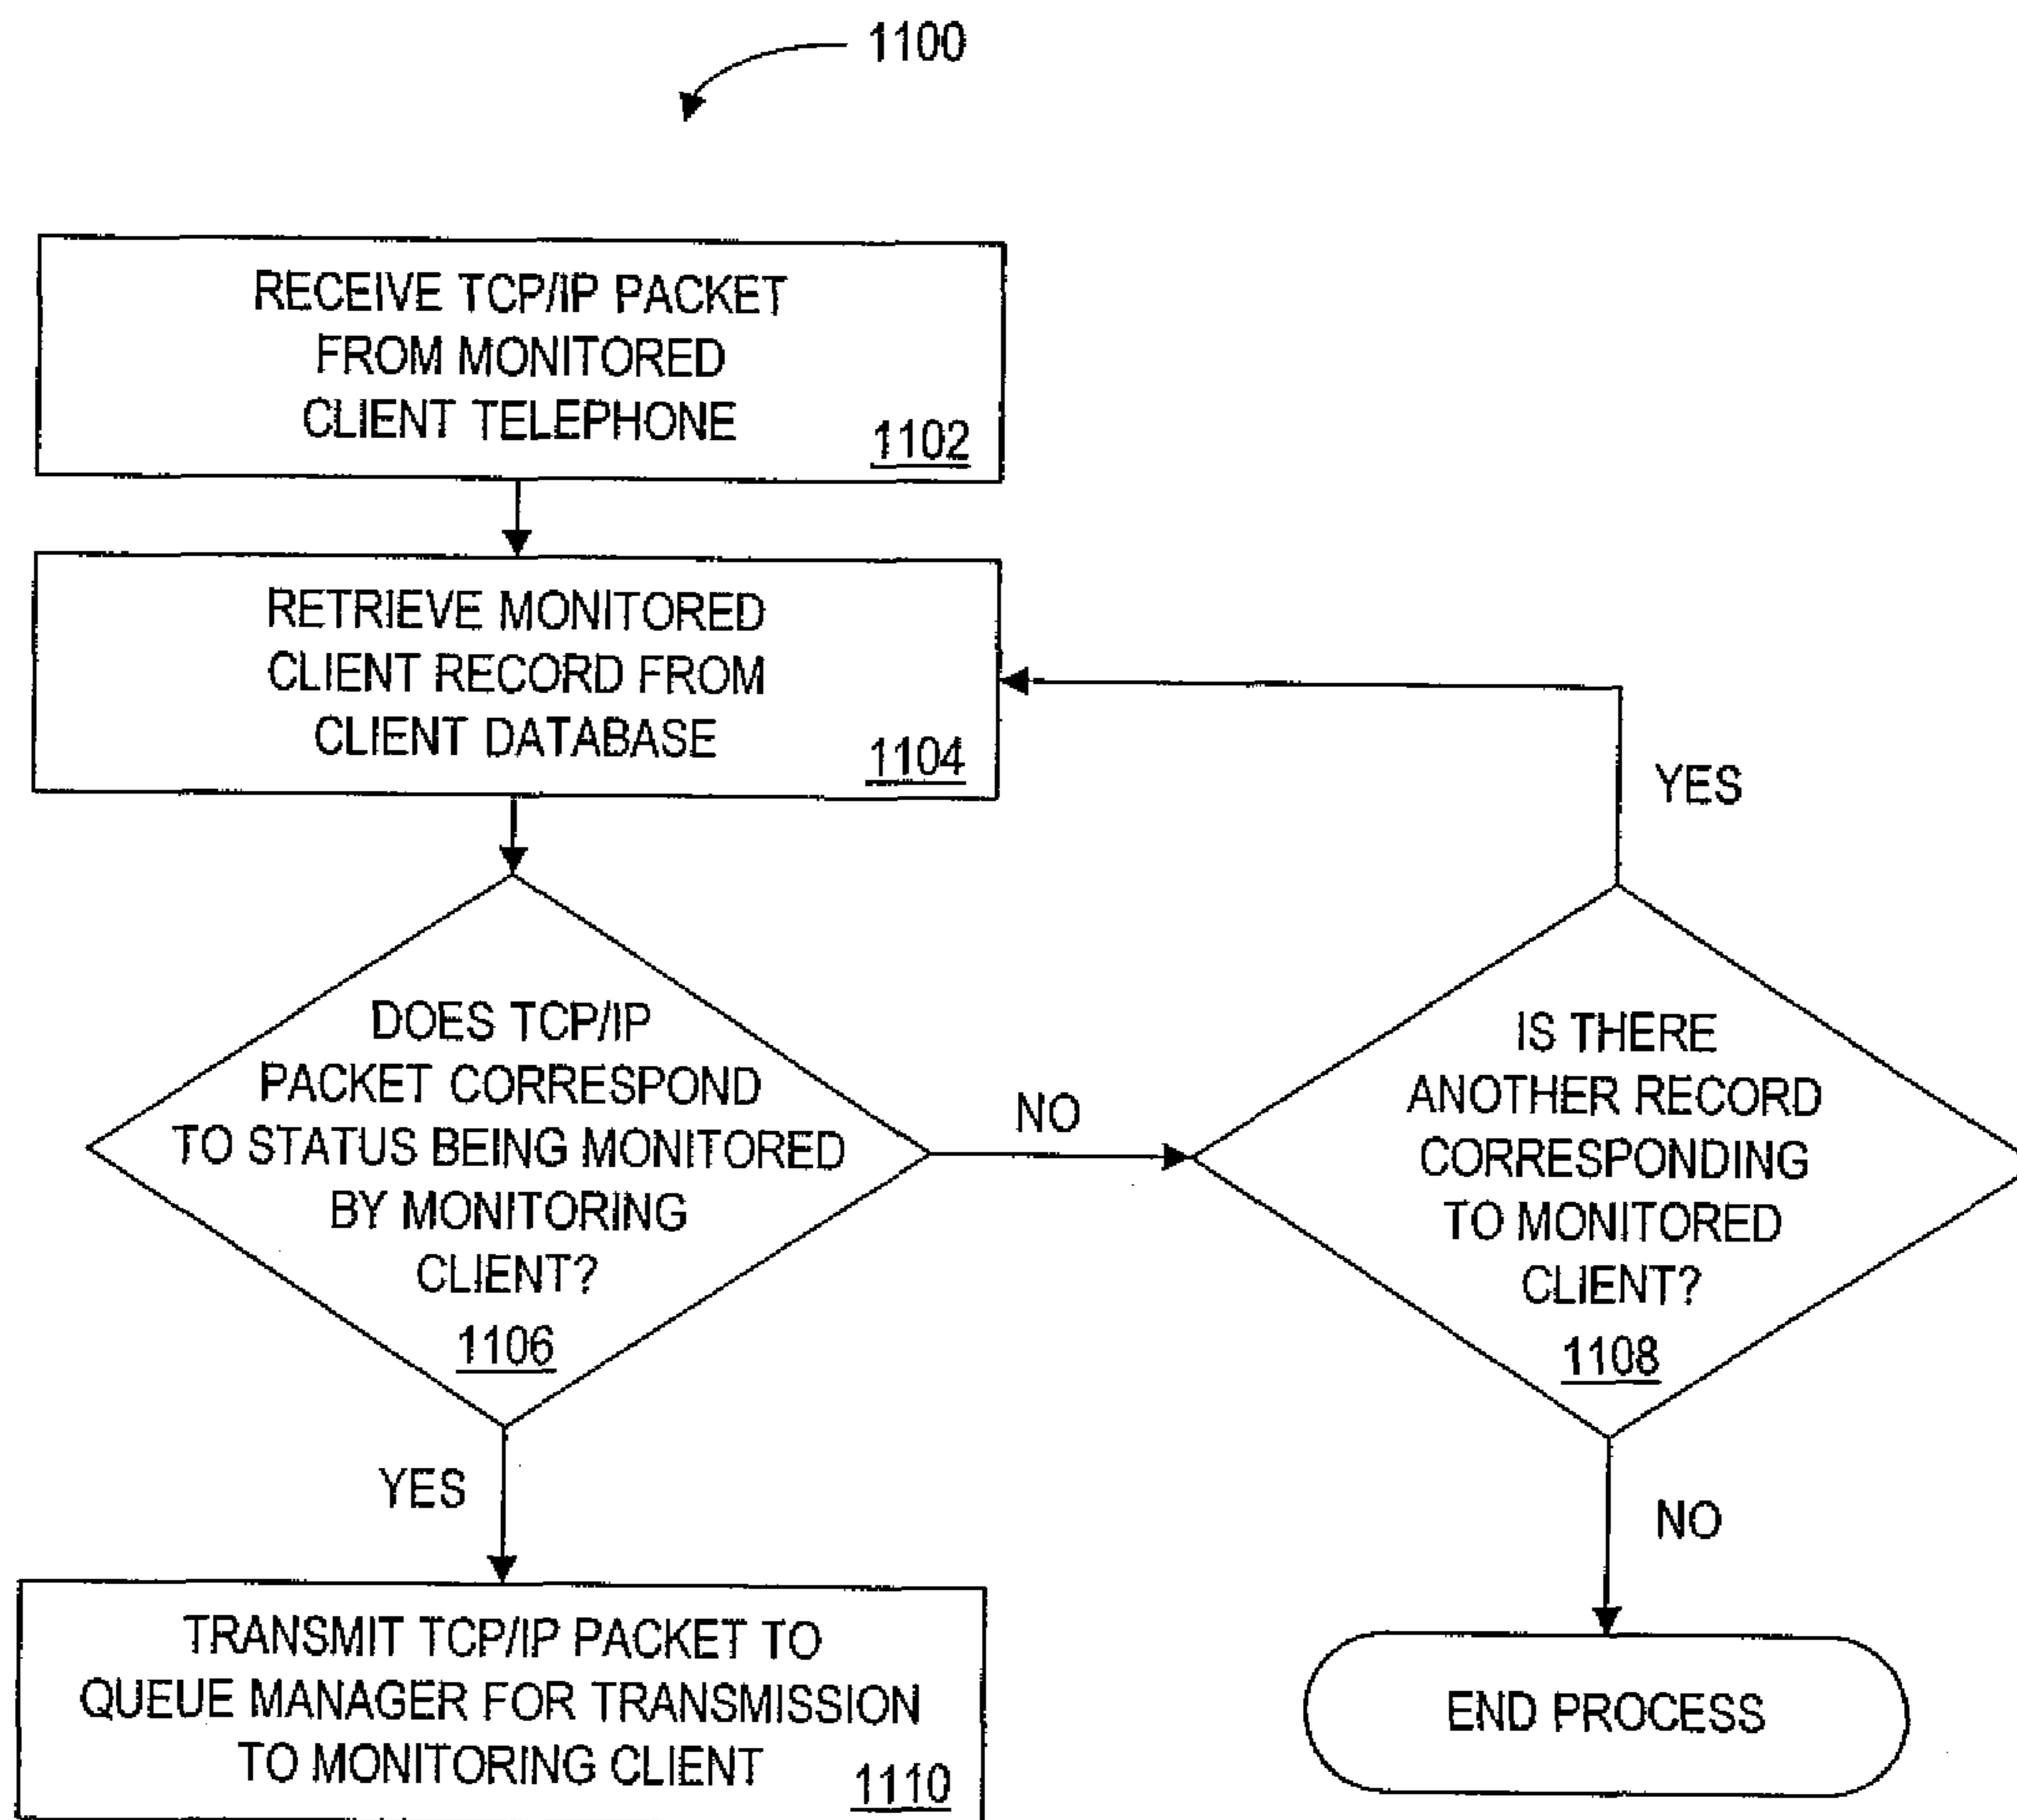 1100
RECEIVE TCP/IP PACKET
FROM MONITORED
CLIENT TELEPHONE
1102
RETRIEVE MONITORED
CLIENT RECORD FROM
CLIENT DATABASE
1104
YES
DOES TCP/IP
PACKET CORRESPOND
TO STATUS BEING MONITORED
BY MONITORING
CLIENT?
1106
NO
IS THERE
ANOTHER RECORD
CORRESPONDING
TO MONITORED
CLIENT?
1108
YES
NO
TRANSMIT TCP/IP PACKET TO
QUEUE MANAGER FOR TRANSMISSION
TO MONITORING CLIENT
1110
END PROCESS